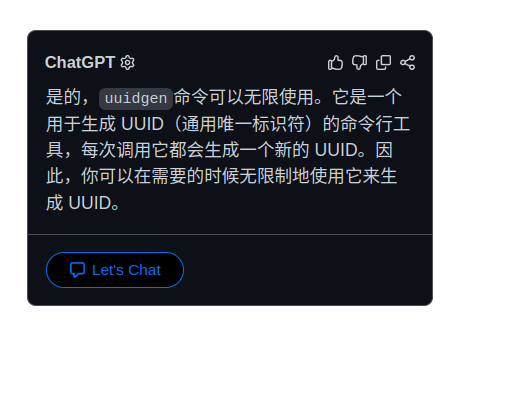 ChatGPT
是的，uuidgen命令可以无限使用。它是一个
用于生成 UUID（通用唯一标识符）的命令行工
具，每次调用它都会生成一个新的 UUID。因
此，你可以在需要的时候无限制地使用它来生
成 UUID。
Let's Chat